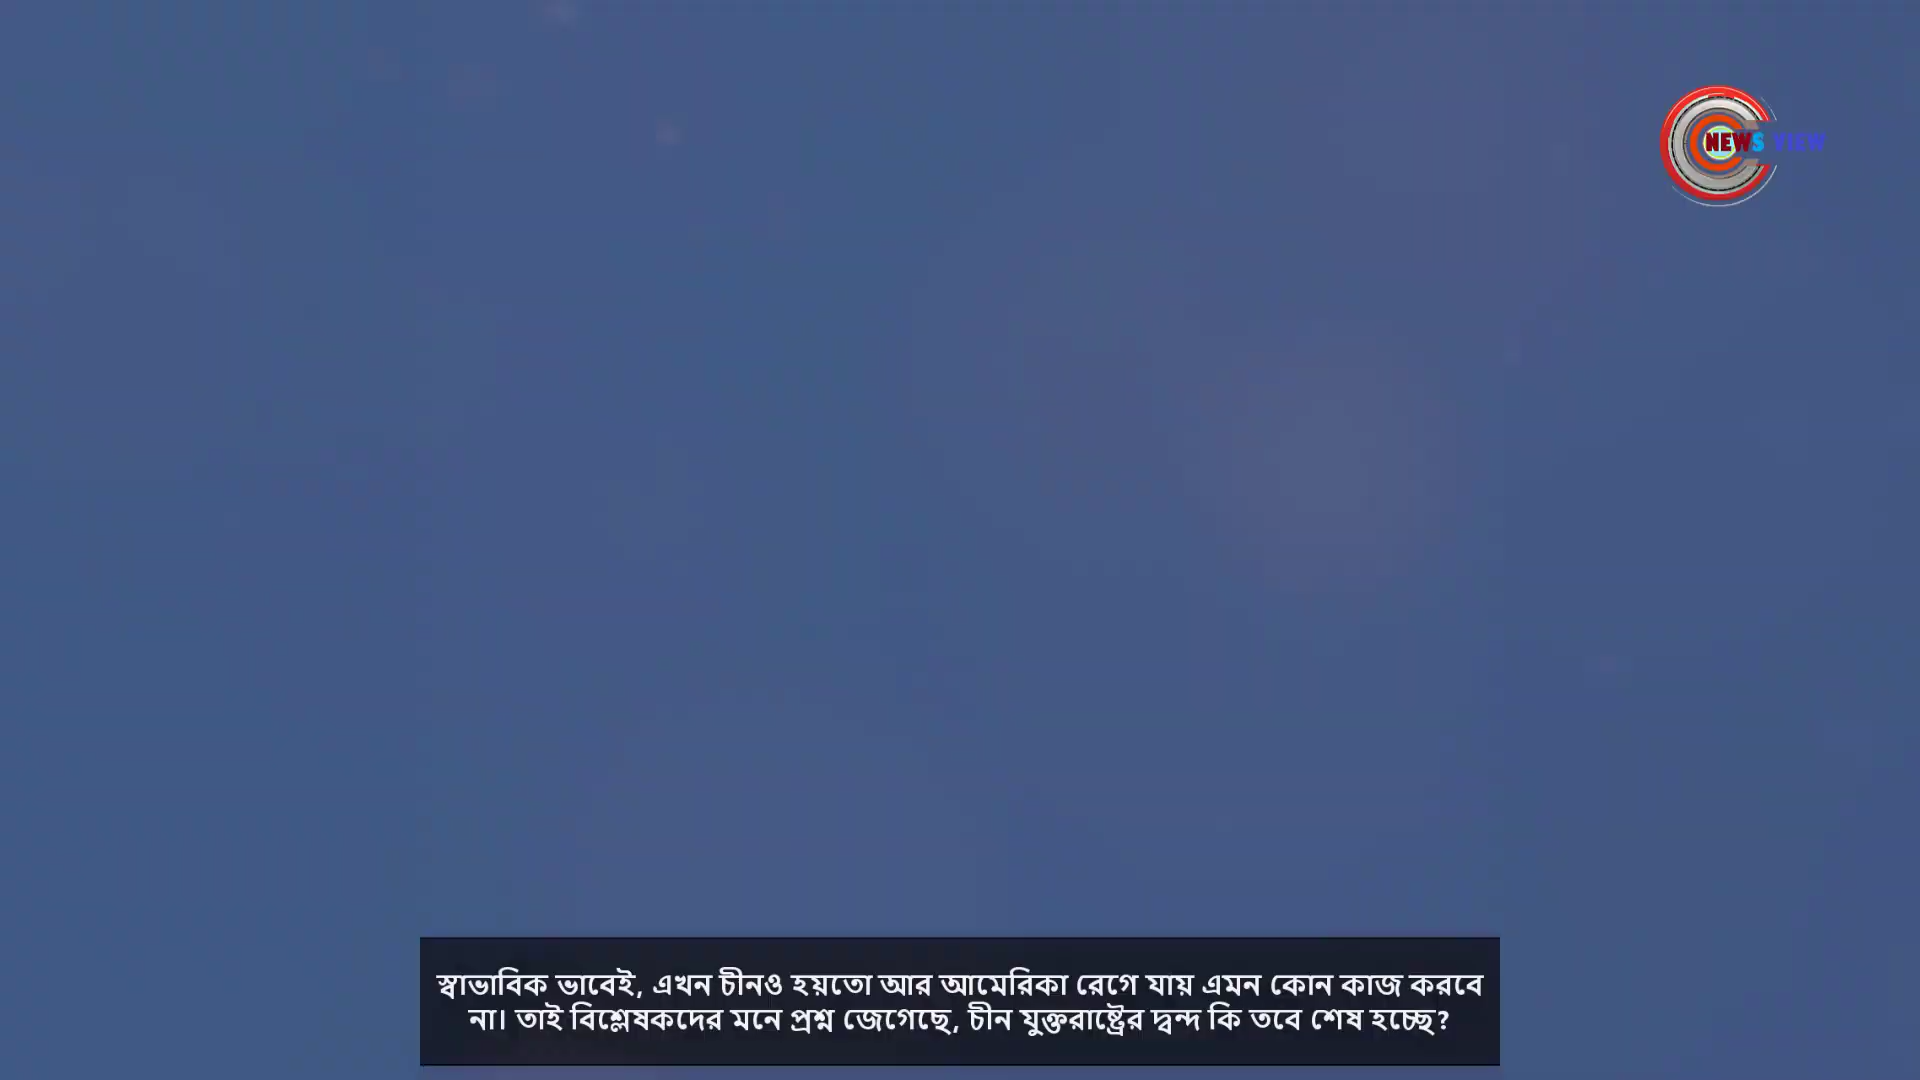 NEWS VIEW
স্বাভাবিক ভাবেই, এখন চীনও হয়তো আর আমেরিকা রেগে যায় এমন কোন কাজ করবে
না। তাই বিশ্লেষকদের মনে প্রশ্ন জেগেছে, চীন যুক্তরাষ্ট্রের দ্বন্দ কি তবে শেষ হচ্ছে?